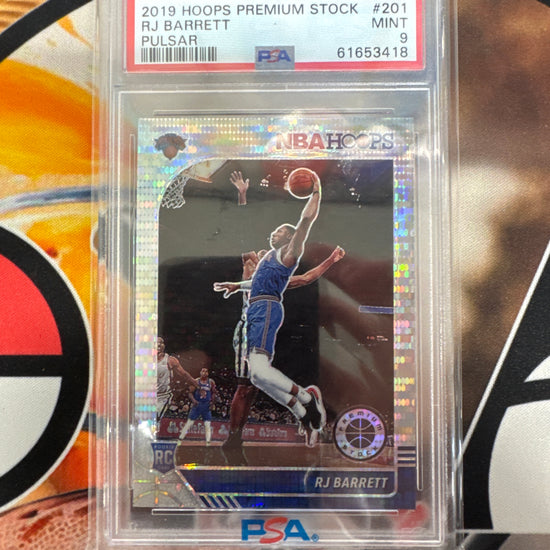 2019 HOOPS PREMIUM STOCK #201
RJ BARRETT MINT
PULSAR 9
PSA 61653418
NBAHOOPS
PREMIUM STOCK
RC
RJ BARRETT
PSA